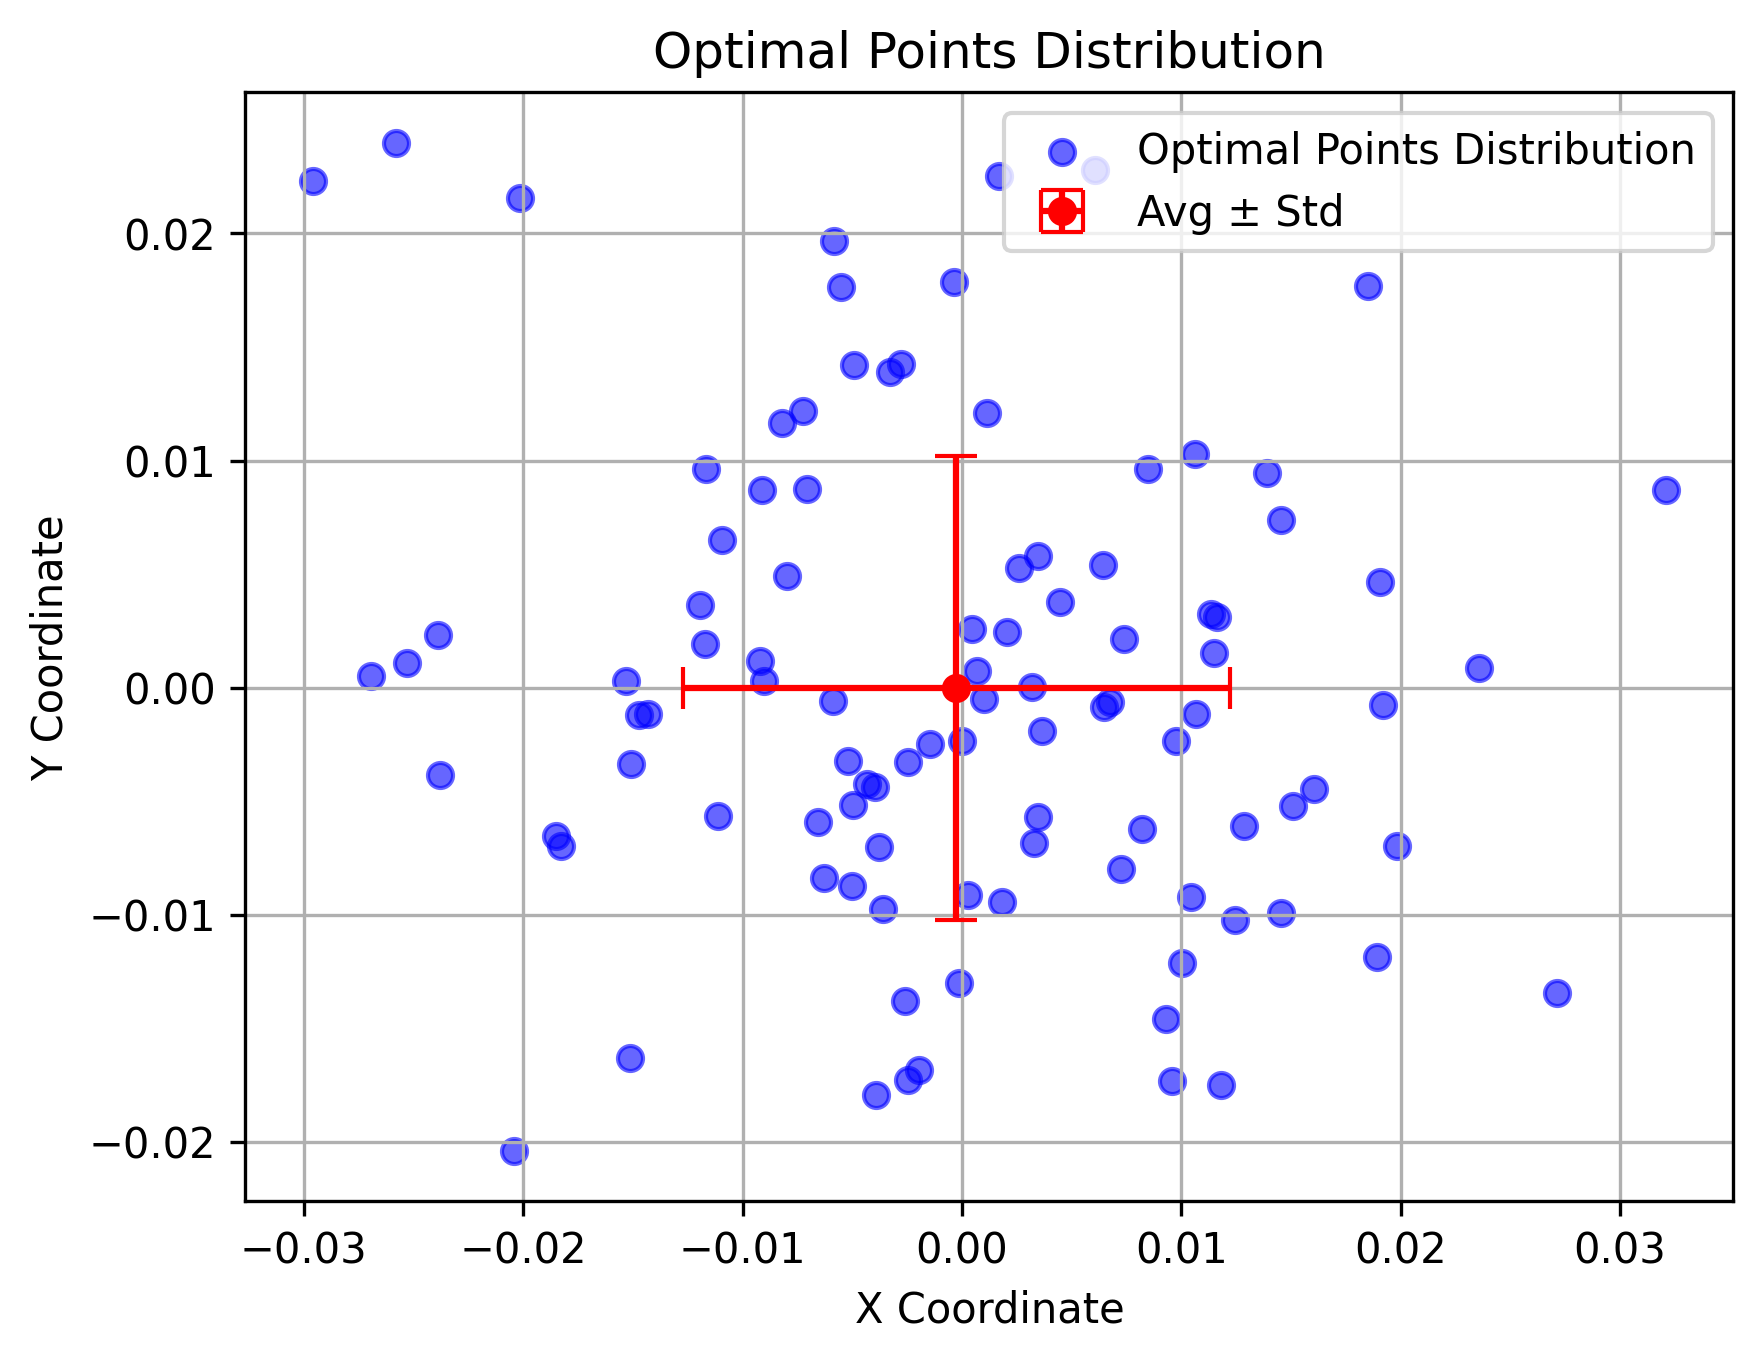 Optimal Points Distribution
Optimal Points Distribution
Avg ± Std
Y Coordinate
0.02
0.01
0.00
−0.01
−0.02
−0.03 −0.02 −0.01 0.00 0.01 0.02 0.03
X Coordinate